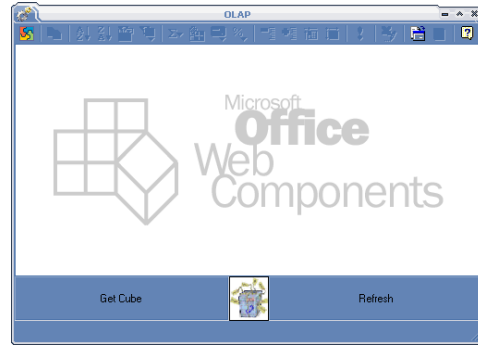 OLAP
Microsoft
Office
Web
Components
Get Cube
Refresh